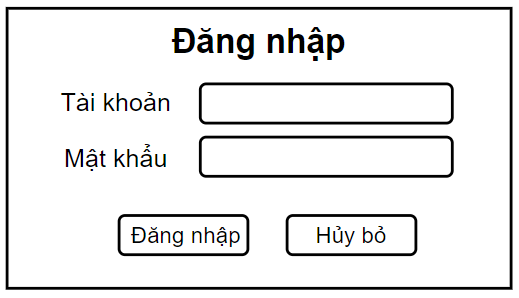 Đăng nhập
Tài khoản
Mật khẩu
Đăng nhập Hủy bỏ